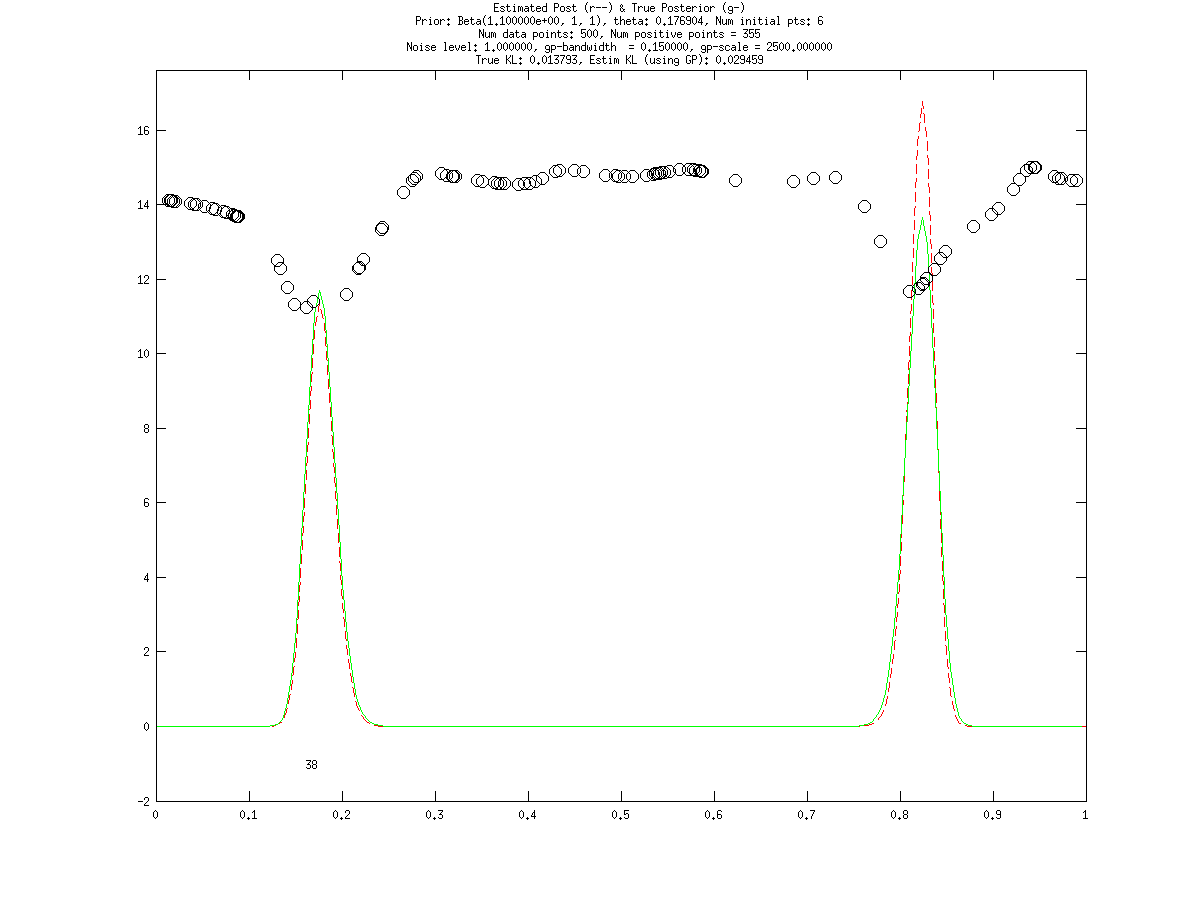 Estimated Post (r--) & True Posterior (g-)
Prior: Beta(1.100000e+00, 1, 1), theta: 0.176904, Num initial pts: 6
Num data points: 500, Num positive points = 355
Noise level: 1.000000, gp-bandwidth  = 0.150000, gp-scale = 2500.000000
True KL: 0.013793, Estim KL (using GP): 0.029459
16
14
12
10
8
6
4
2
0
38
-2
0 0.1 0.2 0.3 0.4 0.5 0.6 0.7 0.8 0.9 1